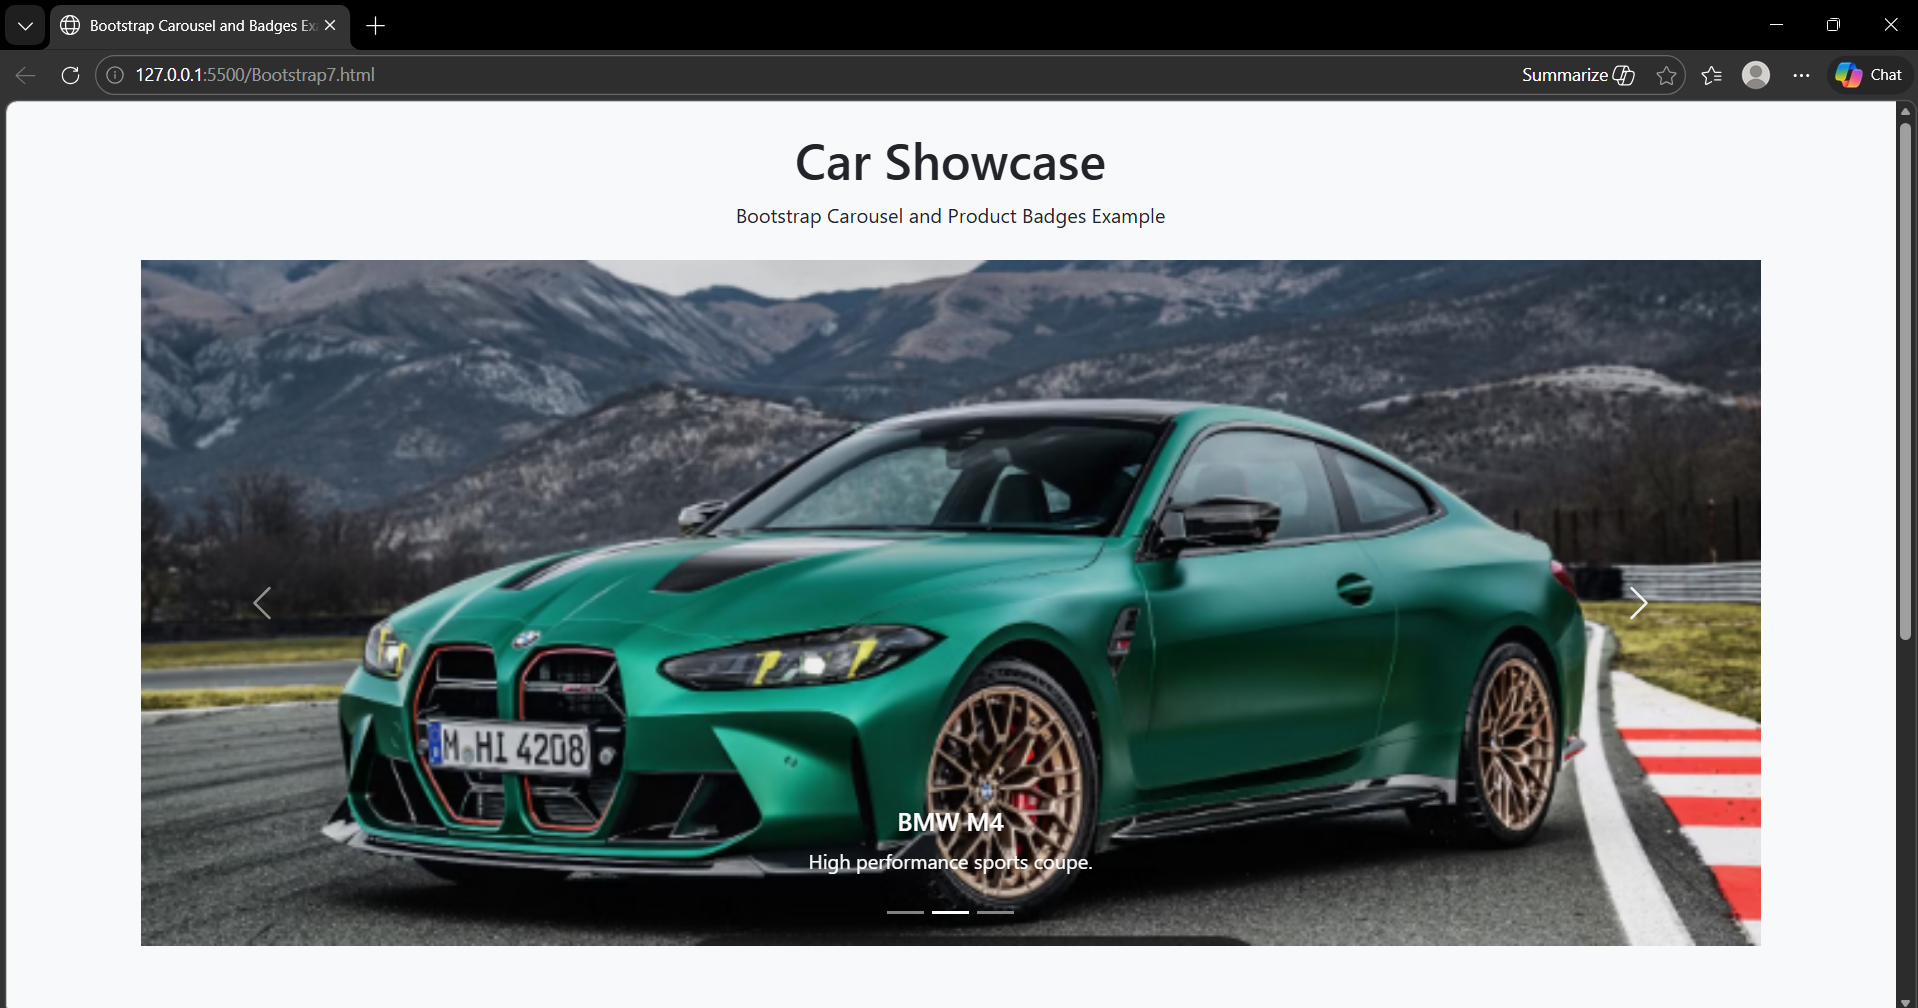 Bootstrap Carousel and Badges Ex
127.0.0.1:5500/Bootstrap7.html
Summarize
Chat
Car Showcase
Bootstrap Carousel and Product Badges Example
M HI 4208
BMW M4
High performance sports coupe.